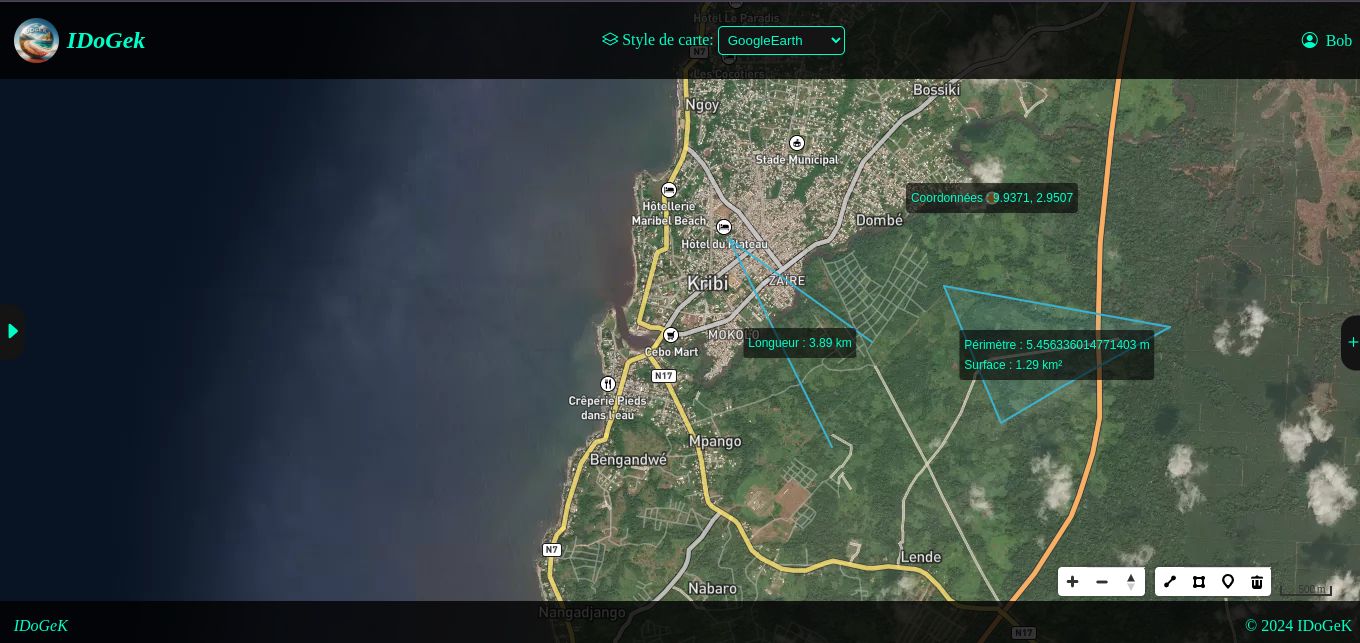 Hôtel Le Paradis
IDoGek
Style de carte:
GoogleEarth
Bob
N7
Les Cocotiers
Ngoy
Bossiki
Stade Municipal
Hôtellerie
Maribel Beach
Coordonnées
9.9371, 2.9507
Dombé
Hôtel du Plateau
Kribi
ZAÏRE
MOKOLO
Longueur : 3.89 km
Périmètre : 5.456336014771403 m
Surface : 1.29 km²
Cebo Mart
N17
Crêperie Pieds
dans l'eau
Mpango
Bengandwé
N7
Lende
Nabaro
500 m
Nangadjango
N17
IDoGeK
© 2024 IDoGeK